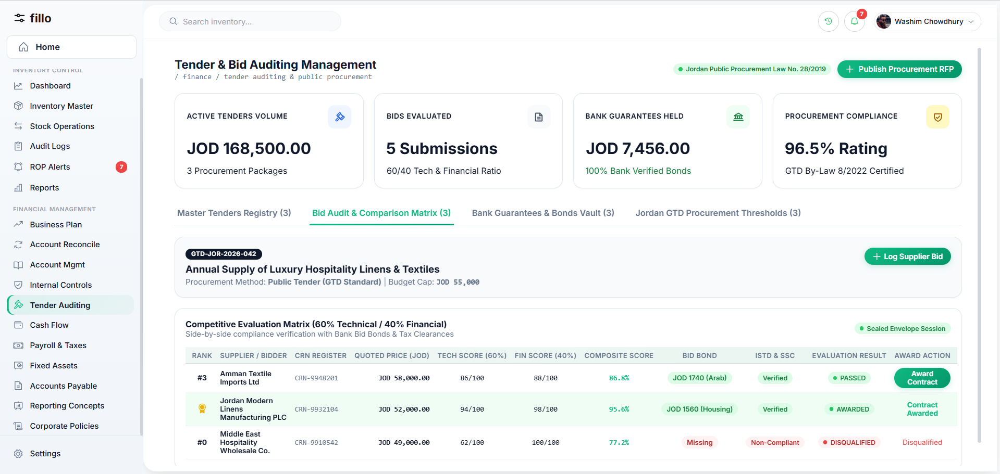 fillo
Home
INVENTORY CONTROL
Dashboard
Inventory Master
Stock Operations
Audit Logs
ROP Alerts 7
Reports
FINANCIAL MANAGEMENT
Business Plan
Account Reconcile
Account Mgmt
Internal Controls
Tender Auditing
Cash Flow
Payroll & Taxes
Fixed Assets
Accounts Payable
Reporting Concepts
Corporate Policies
Settings
Search inventory...
7
Washim Chowdhury
Tender & Bid Auditing Management
/ finance / tender auditing & public procurement
Jordan Public Procurement Law No. 28/2019
Publish Procurement RFP
ACTIVE TENDERS VOLUME
JOD 168,500.00
3 Procurement Packages
BIDS EVALUATED
5 Submissions
60/40 Tech & Financial Ratio
BANK GUARANTEES HELD
JOD 7,456.00
100% Bank Verified Bonds
PROCUREMENT COMPLIANCE
96.5% Rating
GTD By-Law 8/2022 Certified
Master Tenders Registry (3) Bid Audit & Comparison Matrix (3) Bank Guarantees & Bonds Vault (3) Jordan GTD Procurement Thresholds (3)
GTD-JOR-2026-042
Annual Supply of Luxury Hospitality Linens & Textiles
Procurement Method: Public Tender (GTD Standard) | Budget Cap: JOD 55,000
Log Supplier Bid
Competitive Evaluation Matrix (60% Technical / 40% Financial)
Side-by-side compliance verification with Bank Bid Bonds & Tax Clearances
Sealed Envelope Session
RANK SUPPLIER / BIDDER CRN REGISTER QUOTED PRICE (JOD) TECH SCORE (60%) FIN SCORE (40%) COMPOSITE SCORE BID BOND ISTD & SSC EVALUATION RESULT AWARD ACTION
#3
Amman Textile
Imports Ltd
CRN-9948201 JOD 58,000.00 86/100 88/100 86.8% JOD 1740 (Arab) Verified PASSED
Award
Contract
Jordan Modern
Linens
Manufacturing PLC
CRN-9932104 JOD 52,000.00 94/100 98/100 95.6% JOD 1560 (Housing) Verified AWARDED
Contract
Awarded
#0
Middle East
Hospitality
Wholesale Co.
CRN-9910542 JOD 49,000.00 62/100 100/100 77.2% Missing Non-Compliant DISQUALIFIED Disqualified